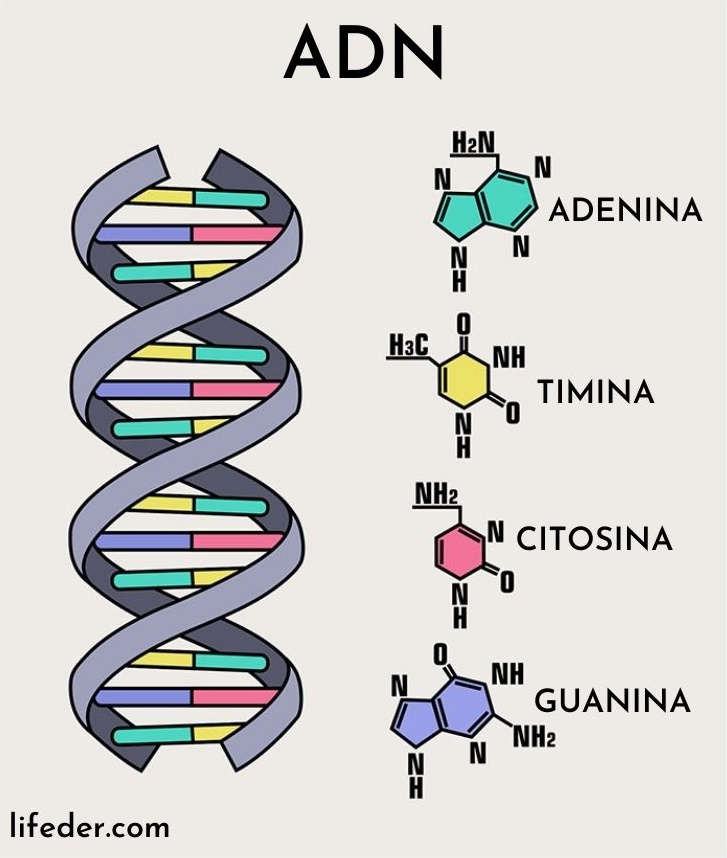 ADN
H2N
N
N
ADENINA
N
N
H
O
H3C
NH
TIMINA
O
N
H
NH2
N
CITOSINA
O
N
H
O
NH
N
GUANINA
NH2
N
N
H
lifeder.com